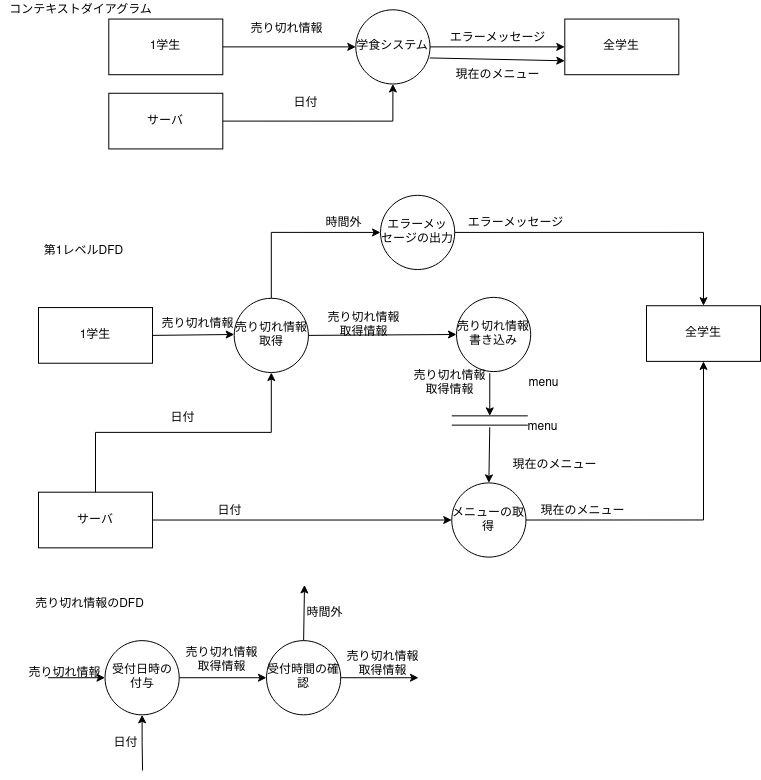 コンテキストダイアグラム
1学生
売り切れ情報
学食システム
エラーメッセージ
現在のメニュー
全学生
サーバ
日付
第1レベルDFD
時間外
エラーメッ
セージの出力
エラーメッセージ
1学生
売り切れ情報
売り切れ情報
取得
売り切れ情報
取得情報
売り切れ情報
書き込み
全学生
売り切れ情報
取得情報
menu
menu
日付
現在のメニュー
サーバ
日付
メニューの取
得
現在のメニュー
売り切れ情報のDFD
時間外
売り切れ情報
受付日時の
付与
売り切れ情報
取得情報
受付時間の確
認
売り切れ情報
取得情報
日付